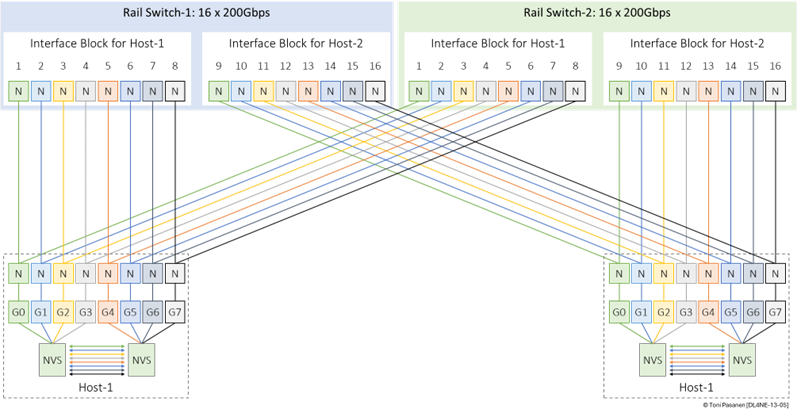 Rail Switch-1: 16 x 200Gbps
Rail Switch-2: 16 x 200Gbps
Interface Block for Host-1
Interface Block for Host-2
Interface Block for Host-1
Interface Block for Host-2
1 2 3 4 5 6 7 8
9 10 11 12 13 14 15 16
1 2 3 4 5 6 7 8
9 10 11 12 13 14 15 16
N N N N N N N N
N N N N N N N N
N N N N N N N N
N N N N N N N N
N N N N N N N N
N N N N N N N N
G0 G1 G2 G3 G4 G5 G6 G7
G0 G1 G2 G3 G4 G5 G6 G7
NVS NVS
NVS NVS
Host-1
Host-1
© Toni Pasanen [DL4NE-13-05]